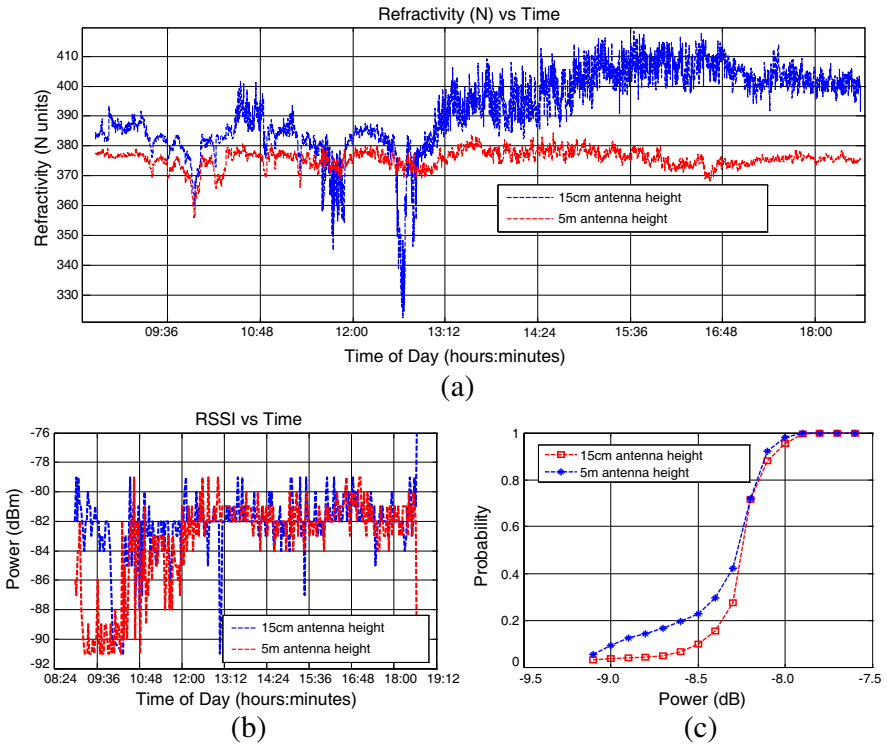 Refractivity (N) vs Time
Refractivity (N units)
410
400
390
380
370
360
350
340
330
15cm antenna height
5m antenna height
09:36 10:48 12:00 13:12 14:24 15:36 16:48 18:00
Time of Day (hours:minutes)
(a)
RSSI vs Time
Power (dBm)
-76
-78
-80
-82
-84
-86
-88
-90
-92
15cm antenna height
5m antenna height
08:24 09:36 10:48 12:00 13:12 14:24 15:36 16:48 18:00 19:12
Time of Day (hours:minutes)
(b)
Probability
1
0.8
0.6
0.4
0.2
0
15cm antenna height
5m antenna height
-9.5 -9.0 -8.5 -8.0 -7.5
Power (dB)
(c)